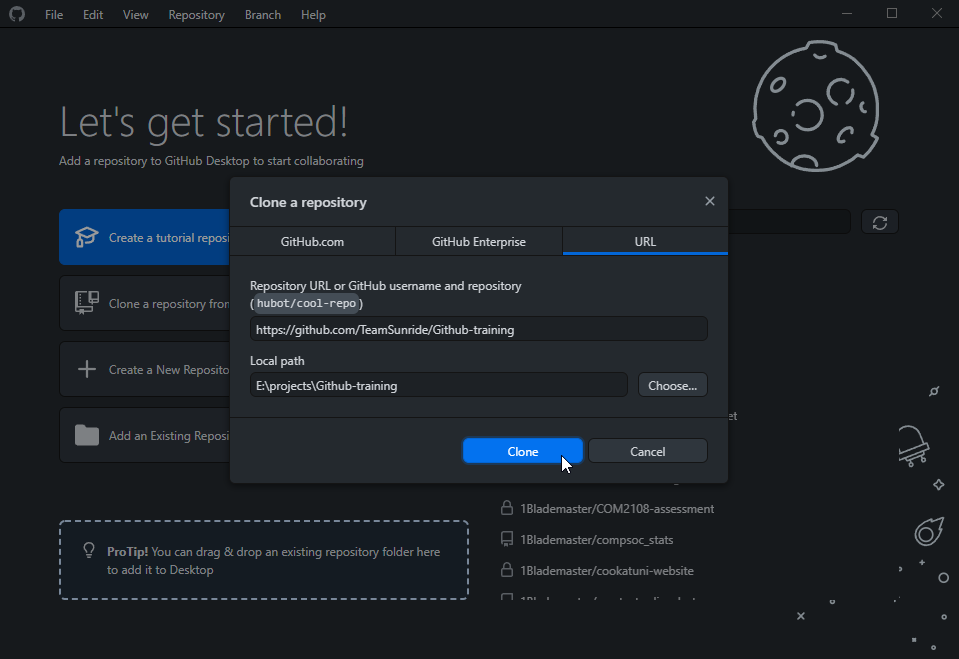 File Edit View Repository Branch Help
Let's get started!
Add a repository to GitHub Desktop to start collaborating
Create a tutorial reposi
Clone a repository from
Create a New Reposito
Add an Existing Reposi
Clone a repository
GitHub.com GitHub Enterprise URL
Repository URL or GitHub username and repository
(hubot/cool-repo)
https://github.com/TeamSunride/Github-training
Local path
E:\projects\Github-training Choose...
Clone Cancel
et
1Blademaster/COM2108-assessment
1Blademaster/compsoc_stats
1Blademaster/cookatuni-website
ProTip! You can drag & drop an existing repository folder here
to add it to Desktop